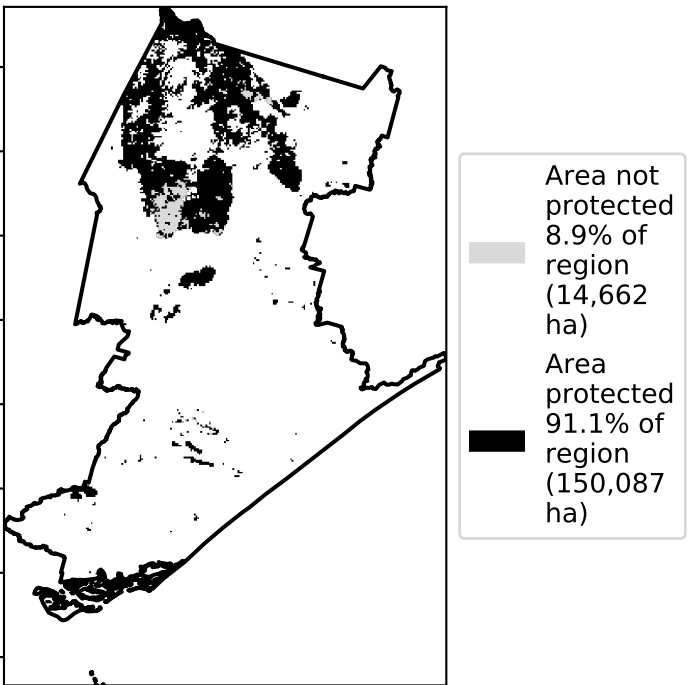 Area not
protected
8.9% of
region
(14,662
ha)
Area
protected
91.1% of
region
(150,087
ha)